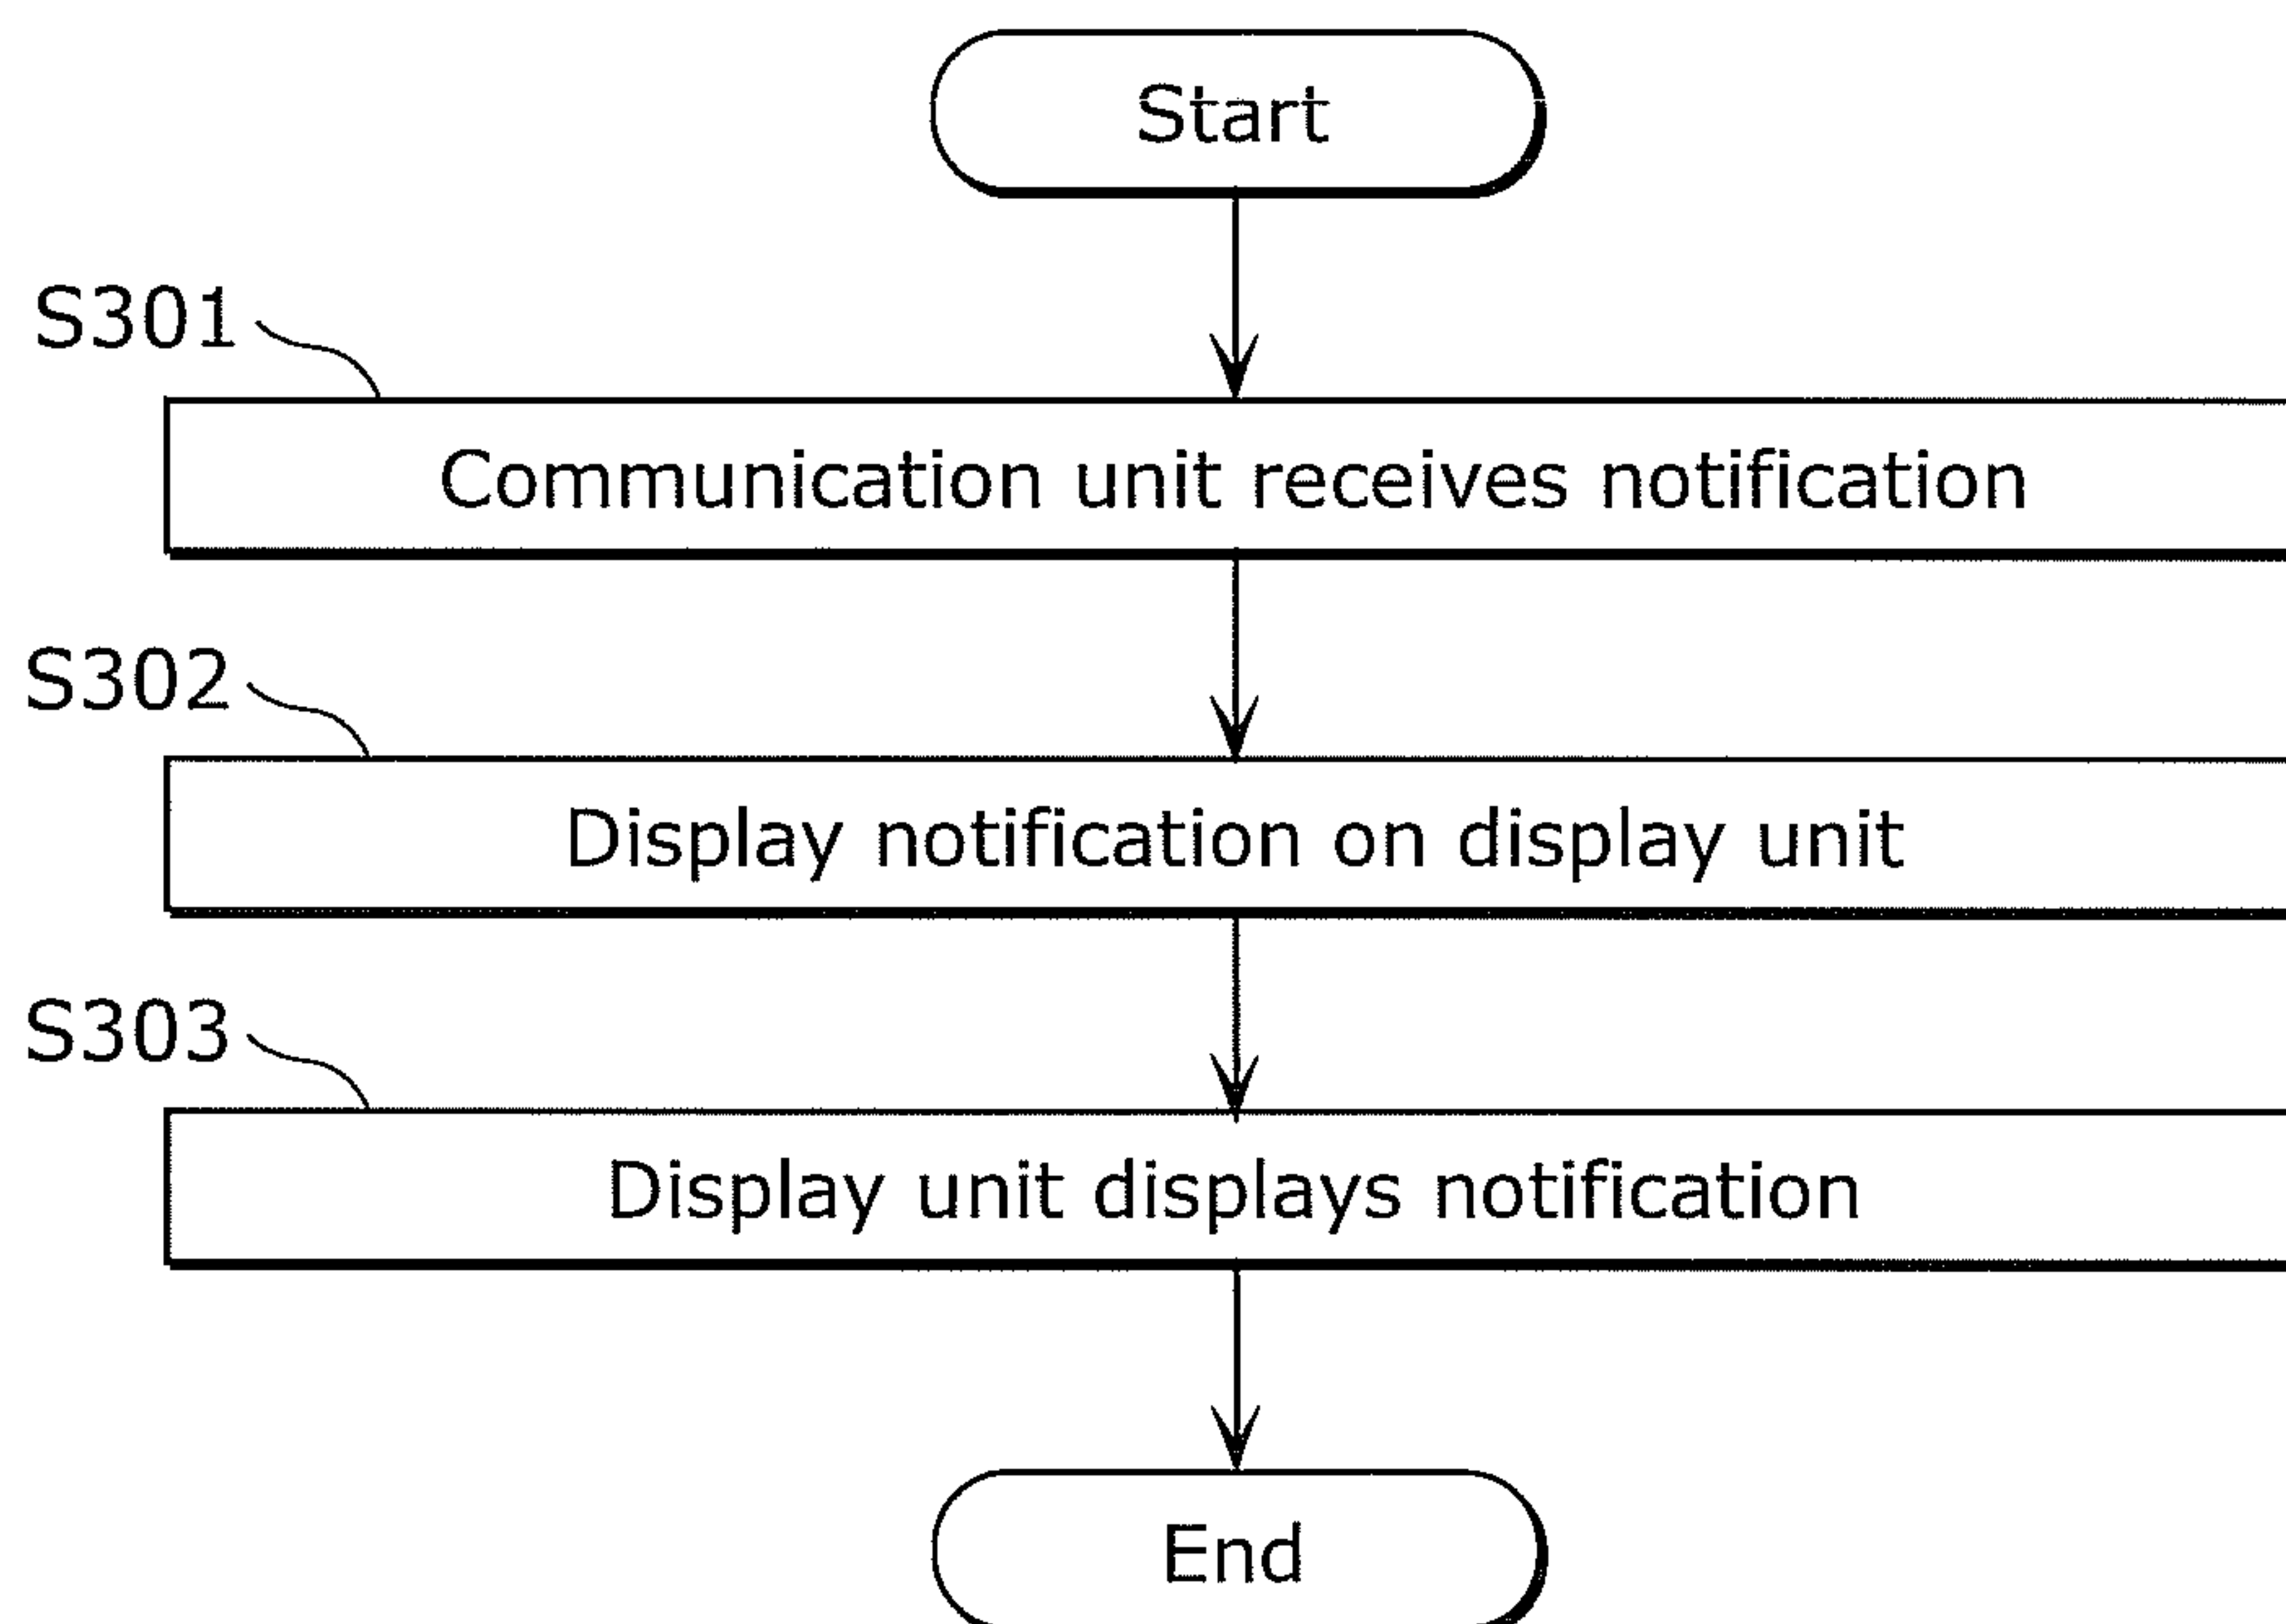 Start
S301
Communication unit receives notification
S302
Display notification on display unit
S303
Display unit displays notification
End